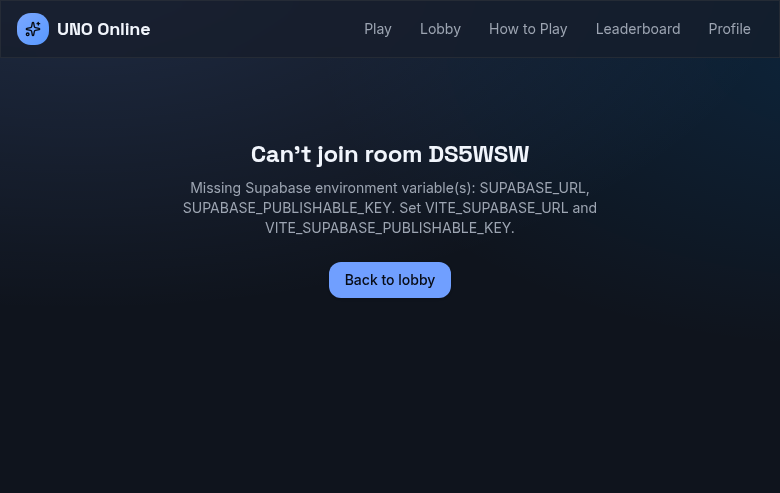 UNO Online
Play
Lobby
How to Play
Leaderboard
Profile
Can’t join room DS5WSW
Missing Supabase environment variable(s): SUPABASE_URL,
SUPABASE_PUBLISHABLE_KEY. Set VITE_SUPABASE_URL and
VITE_SUPABASE_PUBLISHABLE_KEY.
Back to lobby